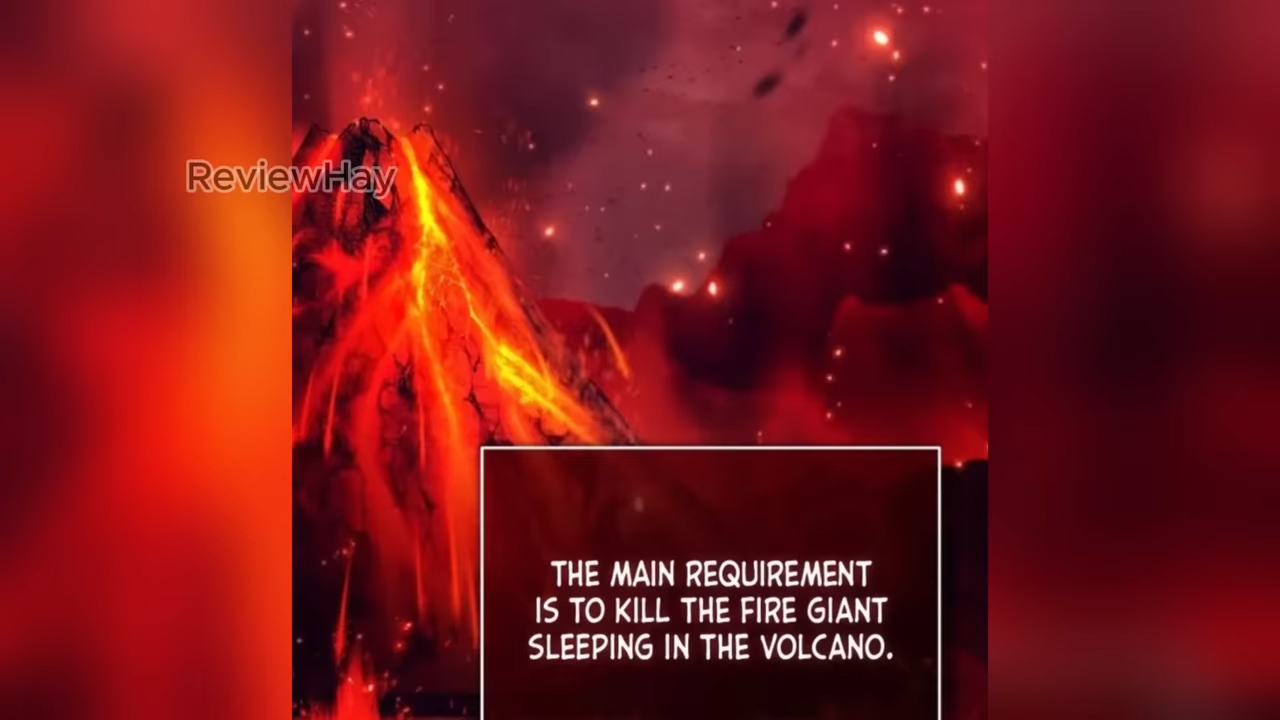 ReviewHay
THE MAIN REQUIREMENT
IS TO KILL THE FIRE GIANT
SLEEPING IN THE VOLCANO.